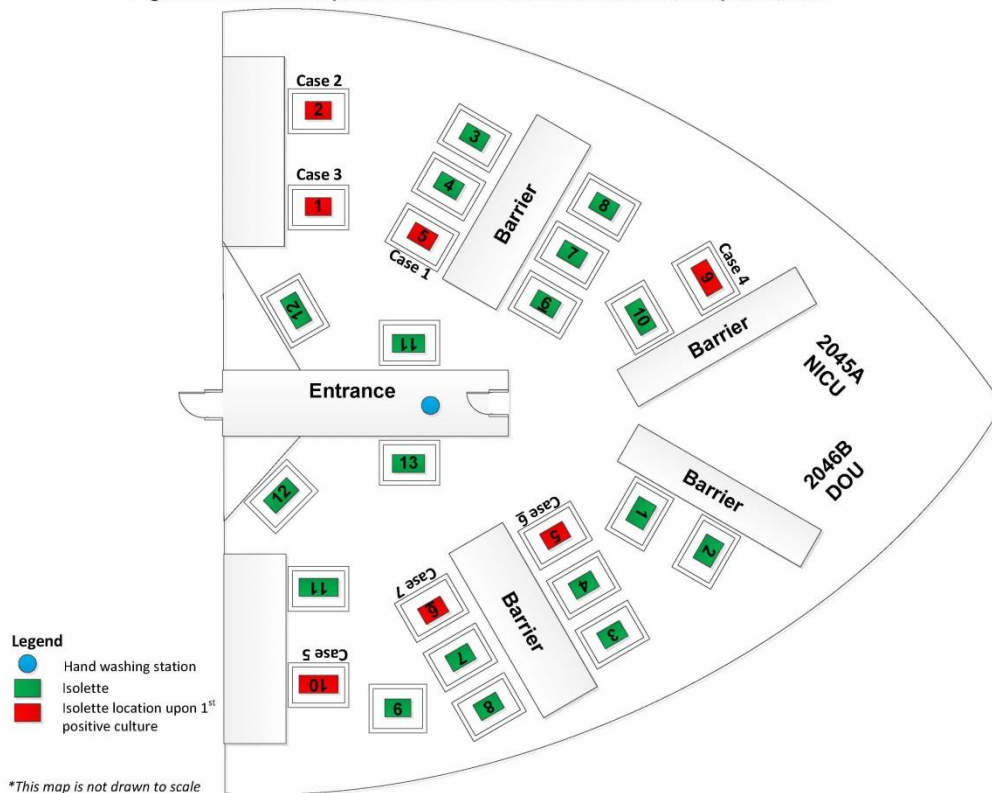 Case 2
2
Case 3
1
3
4
5
Case 1
Barrier
8
7
6
Case 4
9
10
Barrier
12
11
Entrance
2045A
NICU
13
12
2046B
DOU
Barrier
1
2
Case 6
5
4
3
Barrier
Case 7
6
7
8
11
Case 5
10
9
Legend
Hand washing station
Isolette
Isolette location upon 1st
positive culture
*This map is not drawn to scale